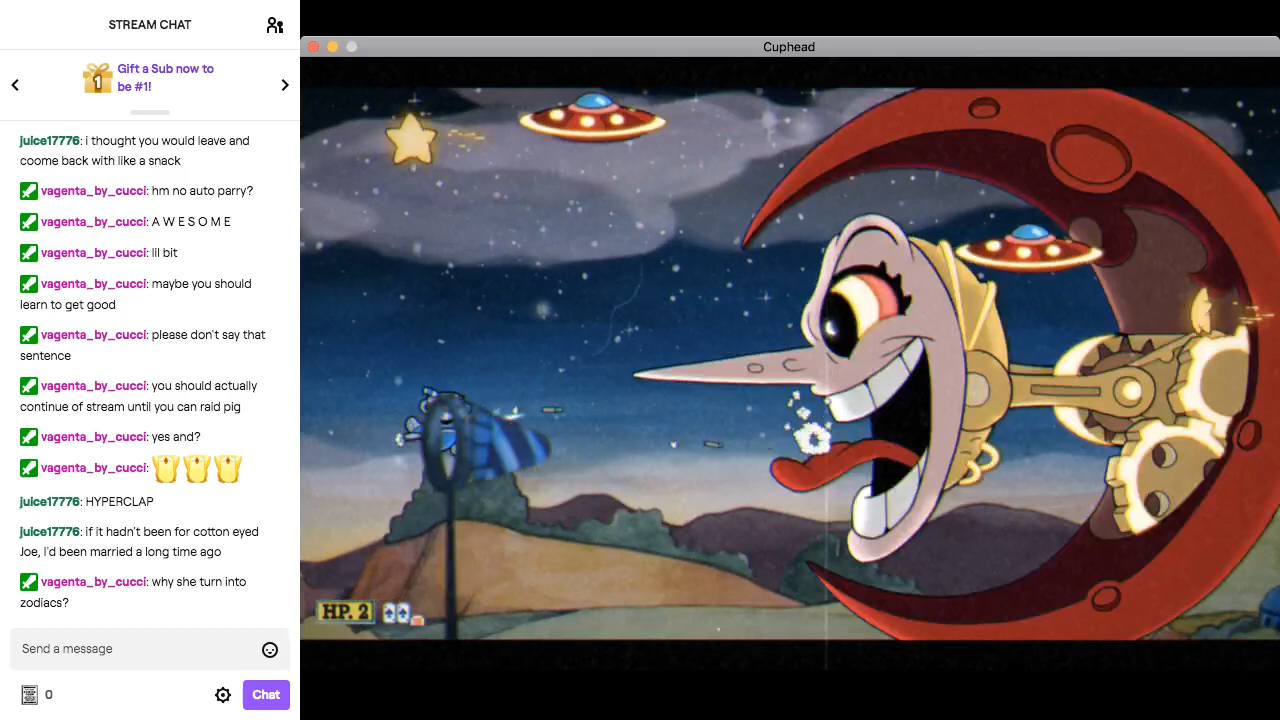 STREAM CHAT
1
Gift a Sub now to
be #1!
juice17776: i thought you would leave and
coome back with like a snack
vagenta_by_cucci: hm no auto parry?
vagenta_by_cucci: A W E S O M E
vagenta_by_cucci: lil bit
vagenta_by_cucci: maybe you should
learn to get good
vagenta_by_cucci: please don't say that
sentence
vagenta_by_cucci: you should actually
continue of stream until you can raid pig
vagenta_by_cucci: yes and?
vagenta_by_cucci:
juice17776: HYPERCLAP
juice17776: if it hadn't been for cotton eyed
Joe, I'd been married a long time ago
vagenta_by_cucci: why she turn into
zodiacs?
Send a message
0
Chat
Cuphead
HP. 2